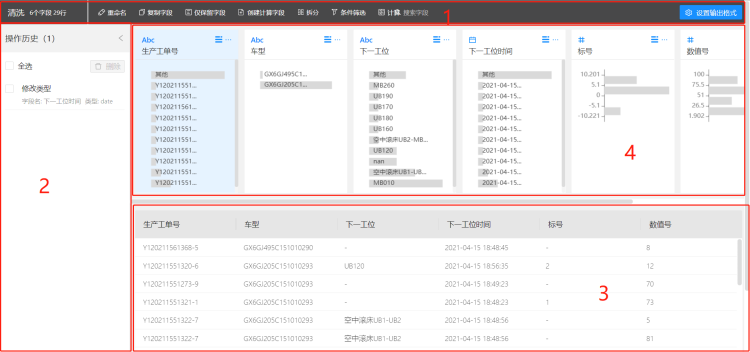 清洗 6个字段 29行 重命名 复制字段 仅保留字段 创建计算字段 拆分 条件筛选 计算 搜索字段 设置输出格式
1
操作历史（1）
全选 删除
修改类型
字段名: 下一工位时间 类型: date
2
Abc
生产工单号
其他
Y120211551...
Y120211551...
Y120211561...
Y120211551...
Y120211551...
Y120211551...
Y120211551...
Y120211551...
Y120211551...
Y120211551...
Abc
车型
GX6GJ495C1...
GX6GJ205C1...
Abc
下一工位
其他
MB260
UB190
UB170
UB180
UB160
空中滚床UB2-MB...
UB120
nan
空中滚床UB1-UB...
MB010
下一工位时间
其他
2021-04-15...
2021-04-15...
2021-04-15...
2021-04-15...
2021-04-15...
2021-04-15...
2021-04-15...
2021-04-15...
2021-04-15...
2021-04-15...
标号
10,201
5.1
0
-5.1
-10,221
数值号
100
75.5
51
26.5
1.902
4
生产工单号 车型 下一工位 下一工位时间 标号 数值号
Y120211561368-5 GX6GJ495C151010290 - 2021-04-15 18:48:45 - 8
Y120211551320-6 GX6GJ205C151010293 UB120 2021-04-15 18:56:35 2 12
Y120211551273-9 GX6GJ205C151010293 - 2021-04-15 18:49:23 - 70
Y120211551321-1 GX6GJ205C151010293 - 2021-04-15 18:48:23 1 73
Y120211551322-7 GX6GJ205C151010293 空中滚床UB1-UB2 2021-04-15 18:48:56 - 5
Y120211551322-7 GX6GJ205C151010293 空中滚床UB1-UB2 2021-04-15 18:48:56 - 81
3